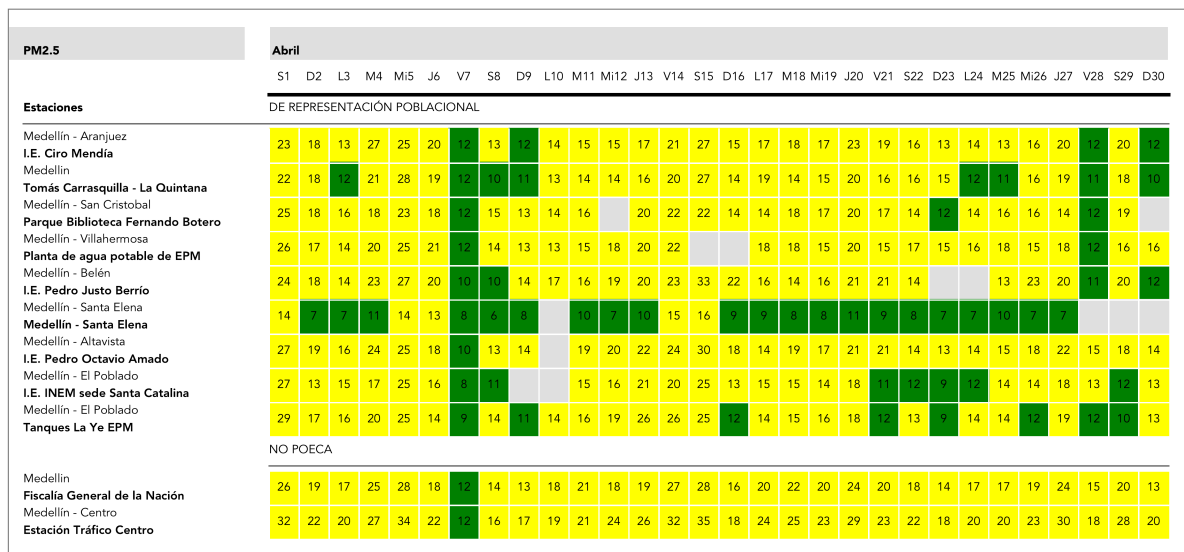 PM2.5 Abril
S1 D2 L3 M4 Mi5 J6 V7 S8 D9 L10 M11 Mi12 J13 V14 S15 D16 L17 M18 Mi19 J20 V21 S22 D23 L24 M25 Mi26 J27 V28 S29 D30
Estaciones DE REPRESENTACIÓN POBLACIONAL
Medellín - Aranjuez
I.E. Ciro Mendía
23 18 13 27 25 20 12 13 12 14 15 15 17 21 27 15 17 18 17 23 19 16 13 14 13 16 20 12 20 12
Medellin
Tomás Carrasquilla - La Quintana
22 18 12 21 28 19 12 10 11 13 14 14 16 20 27 14 19 14 15 20 16 16 15 12 11 16 18 11 18 10
Medellín - San Cristobal
Parque Biblioteca Fernando Botero
25 18 16 18 23 18 12 15 13 14 16 20 22 22 14 14 18 17 20 17 14 12 14 16 16 14 12 19
Medellín - Villahermosa
Planta de agua potable de EPM
26 17 14 20 25 21 12 14 13 13 15 18 20 22 18 18 15 20 15 17 15 16 18 15 18 12 16 16
Medellín - Belén
I.E. Pedro Justo Berrío
24 18 14 23 27 20 10 10 14 17 16 19 20 23 33 22 16 14 16 21 21 14 13 23 20 11 20 12
Medellín - Santa Elena
Medellín - Santa Elena
14 7 7 11 14 13 8 6 8 10 7 10 15 16 9 9 8 8 11 9 8 7 7 10 7 7
Medellín - Altavista
I.E. Pedro Octavio Amado
27 19 16 24 25 18 10 13 14 19 20 22 24 30 18 14 19 17 21 21 14 13 14 15 18 22 15 18 14
Medellín - El Poblado
I.E. INEM sede Santa Catalina
27 13 15 17 25 16 8 11 15 16 21 20 25 13 15 15 14 18 11 12 9 12 14 14 18 13 12 13
Medellín - El Poblado
Tanques La Ye EPM
29 17 16 20 25 14 9 14 11 14 16 19 26 26 25 12 14 15 16 18 12 13 9 14 14 12 19 12 10 13
NO POECA
Medellin
Fiscalía General de la Nación
26 19 17 25 28 18 12 14 13 18 21 18 19 27 28 16 20 22 20 24 20 18 14 17 17 19 24 15 20 13
Medellín - Centro
Estación Tráfico Centro
32 22 20 27 34 22 12 16 17 19 21 24 26 32 35 18 24 25 23 29 23 22 18 20 20 23 30 18 28 20